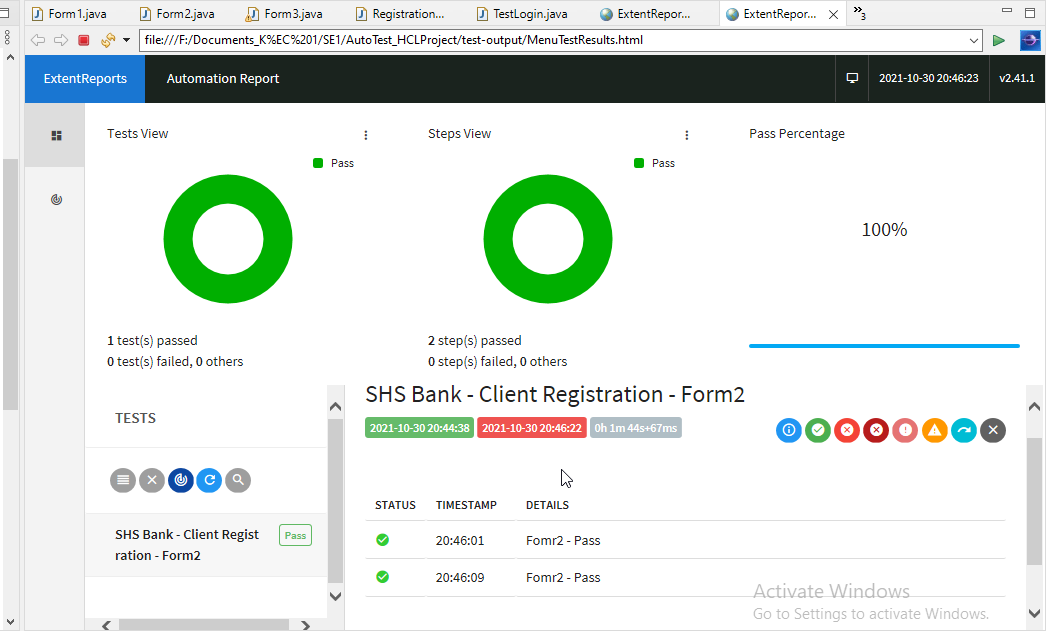 Form1.java Form2.java Form3.java Registration... TestLogin.java ExtentRepor... ExtentRepor... »3
file:///F:/Documents_K%EC%201/SE1/AutoTest_HCLProject/test-output/MenuTestResults.html
ExtentReports Automation Report 2021-10-30 20:46:23 v2.41.1
Tests View Steps View Pass Percentage
Pass Pass
100%
1 test(s) passed 2 step(s) passed
0 test(s) failed, 0 others 0 step(s) failed, 0 others
SHS Bank - Client Registration - Form2
TESTS
2021-10-30 20:44:38 2021-10-30 20:46:22 0h 1m 44s+67ms
STATUS TIMESTAMP DETAILS
SHS Bank - Client Regist Pass
ration - Form2
20:46:01 Fomr2 - Pass
20:46:09 Fomr2 - Pass
Activate Windows
Go to Settings to activate Windows.